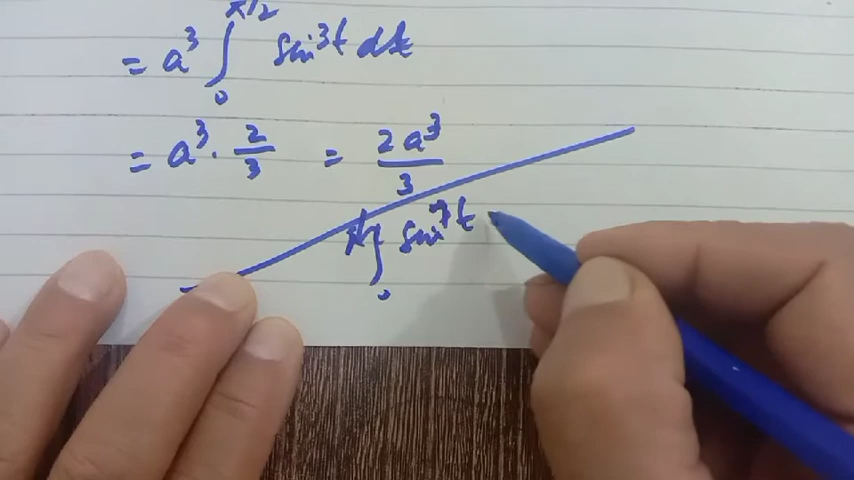 = a³ ∫₀^{π/2} sin³t dt
= a³ · 2/3 = 2a³/3
∫₀ sin⁷t